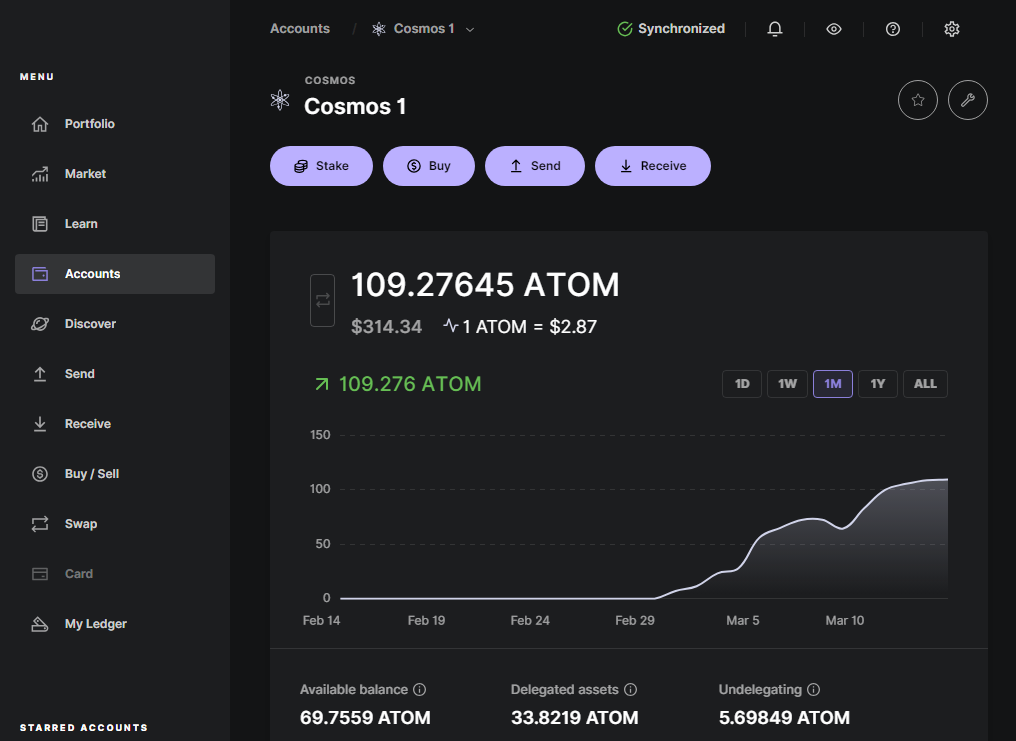 Accounts / Cosmos 1
Synchronized
MENU
Portfolio
Market
Learn
Accounts
Discover
Send
Receive
Buy / Sell
Swap
Card
My Ledger
STARRED ACCOUNTS
COSMOS
Cosmos 1
Stake
Buy
Send
Receive
109.27645 ATOM
$314.34 1 ATOM = $2.87
109.276 ATOM
1D 1W 1M 1Y ALL
150
100
50
0
Feb 14 Feb 19 Feb 24 Feb 29 Mar 5 Mar 10
Available balance
69.7559 ATOM
Delegated assets
33.8219 ATOM
Undelegating
5.69849 ATOM